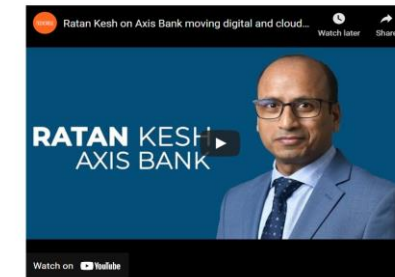 Ratan Kesh on Axis Bank moving digital and cloud...
Watch later
Share
RATAN KESH
AXIS BANK
Watch on YouTube